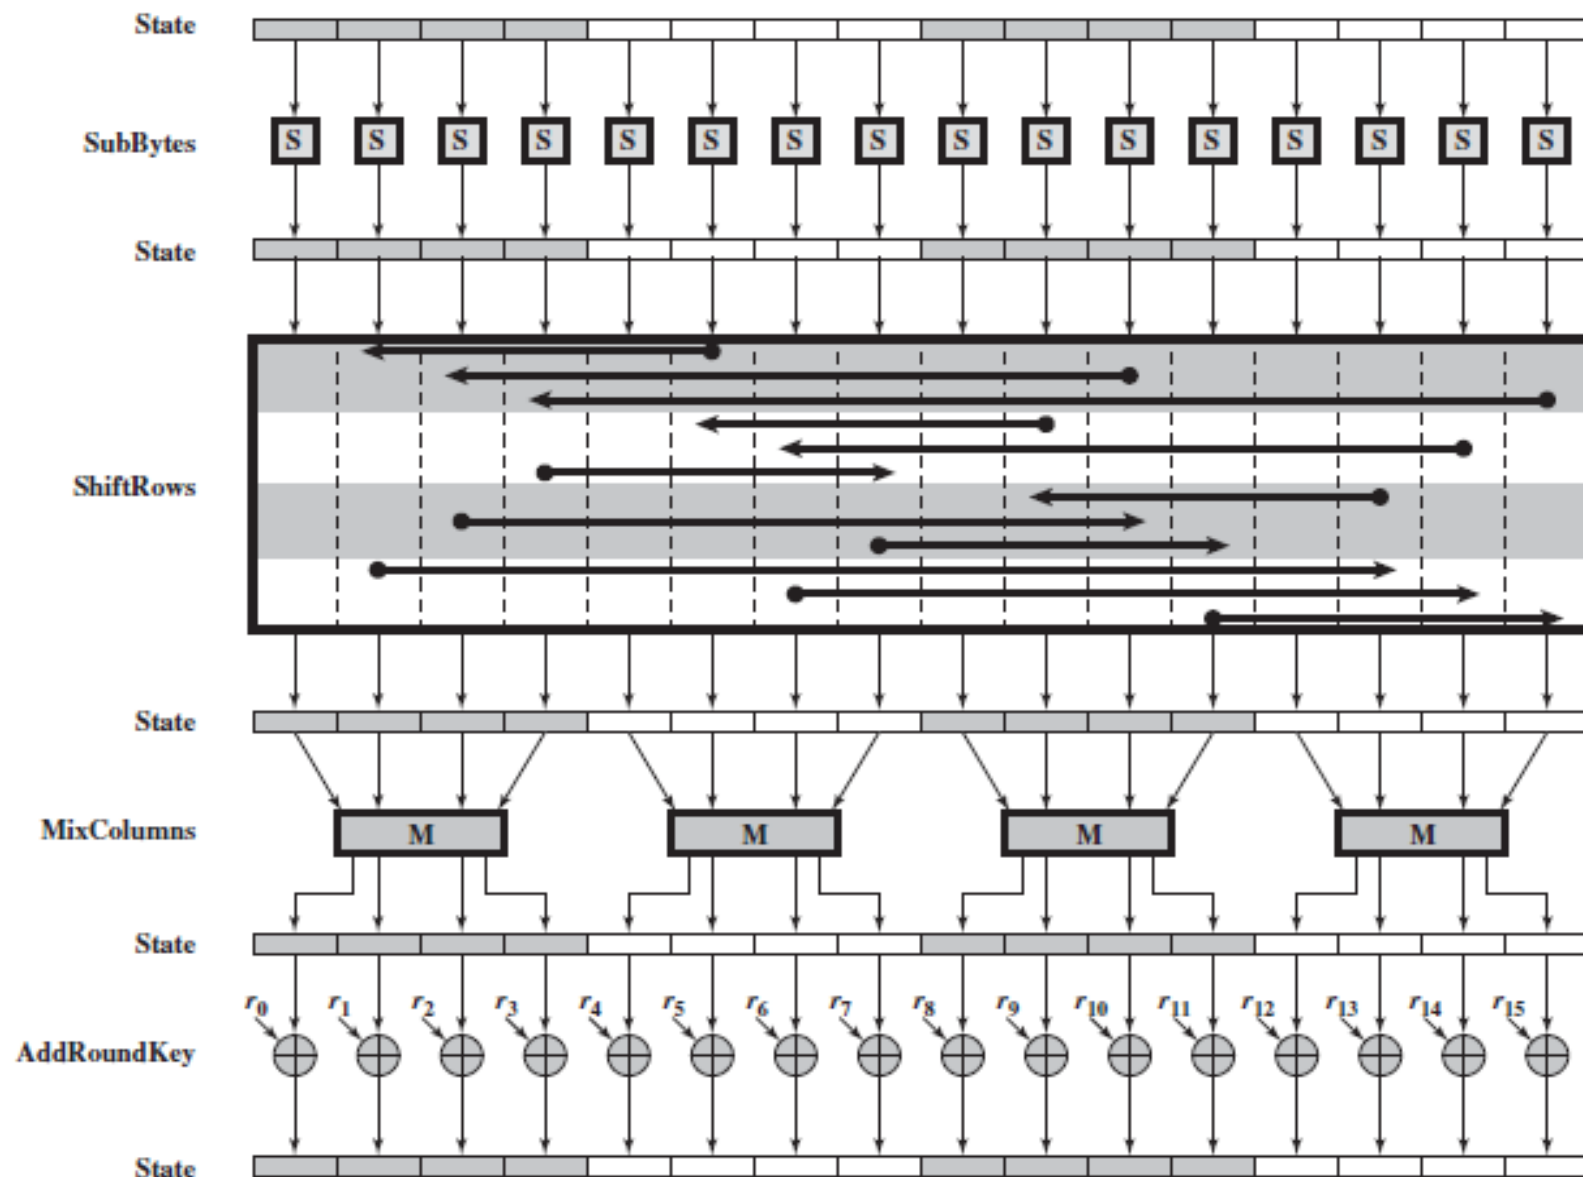 State
SubBytes S S S S S S S S S S S S S S S S
State
ShiftRows
State
MixColumns M M M M
State
r0 r1 r2 r3 r4 r5 r6 r7 r8 r9 r10 r11 r12 r13 r14 r15
AddRoundKey
State